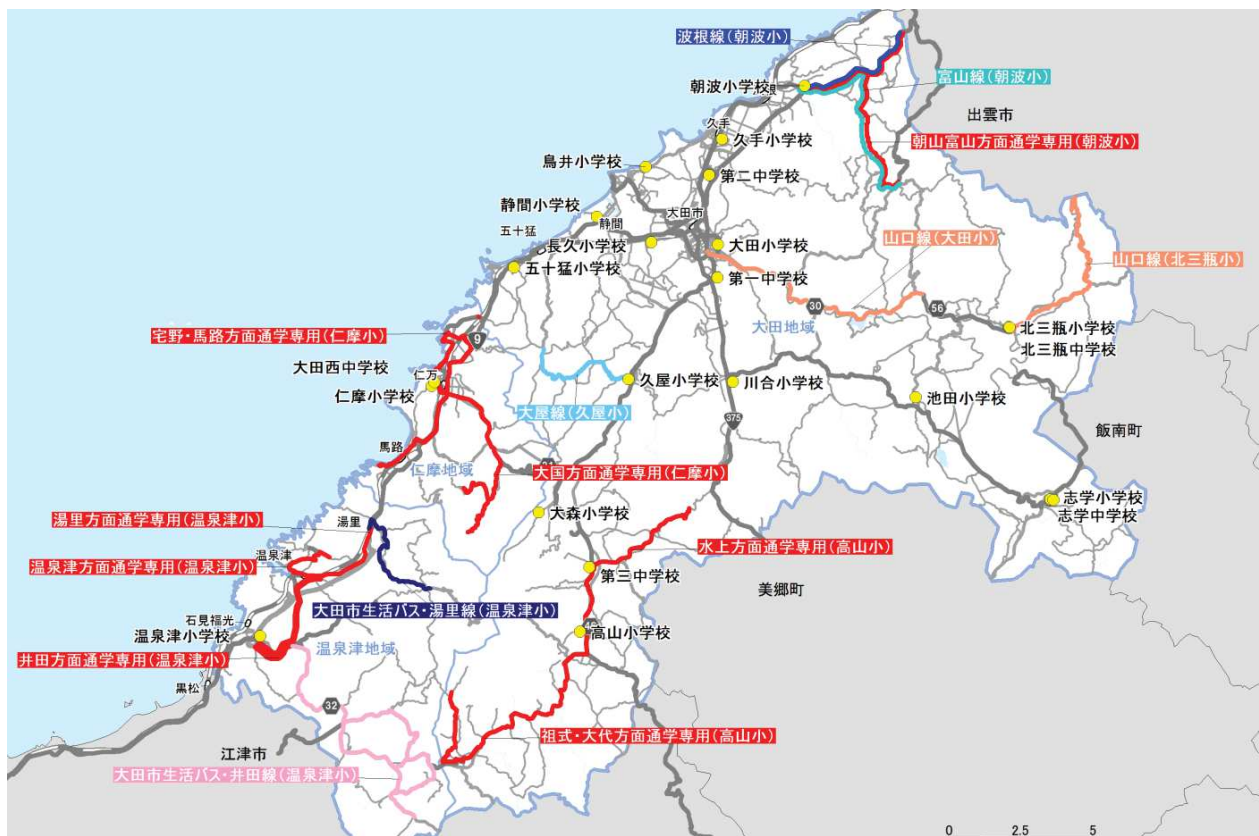 波根線(朝波小)
富山線(朝波小)
朝波小学校
出雲市
久手
久手小学校
朝山富山方面通学専用(朝波小)
鳥井小学校
第二中学校
静間小学校
大田市
静間
五十猛
長久小学校
大田小学校
山口線(大田小)
山口線(北三瓶小)
五十猛小学校
第一中学校
30
56
大田地域
北三瓶小学校
北三瓶中学校
宅野・馬路方面通学専用(仁摩小)
9
大田西中学校
仁万
仁摩小学校
久屋小学校
川合小学校
池田小学校
大屋線(久屋小)
375
飯南町
馬路
仁摩地域
大国方面通学専用(仁摩小)
志学小学校
志学中学校
湯里方面通学専用(温泉津小)
湯里
大森小学校
水上方面通学専用(高山小)
温泉津
温泉津方面通学専用(温泉津小)
第三中学校
美郷町
大田市生活バス・湯里線(温泉津小)
石見福光
温泉津小学校
高山小学校
温泉津地域
井田方面通学専用(温泉津小)
黒松
32
祖式・大代方面通学専用(高山小)
江津市
大田市生活バス・井田線(温泉津小)
0 2.5 5